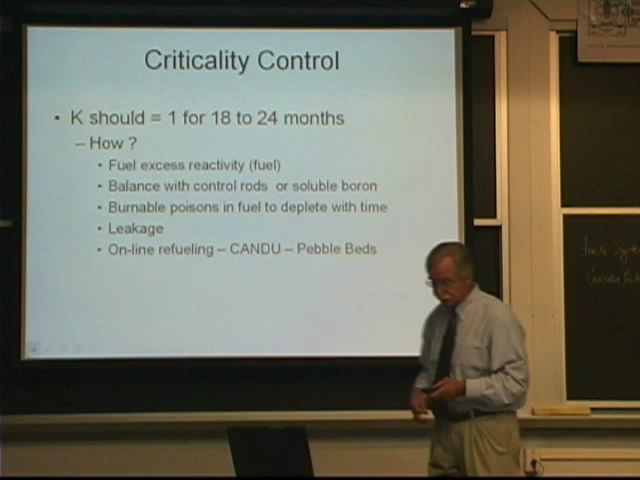 Criticality Control
• K should = 1 for 18 to 24 months
– How ?
• Fuel excess reactivity (fuel)
• Balance with control rods or soluble boron
• Burnable poisons in fuel to deplete with time
• Leakage
• On-line refueling – CANDU – Pebble Beds